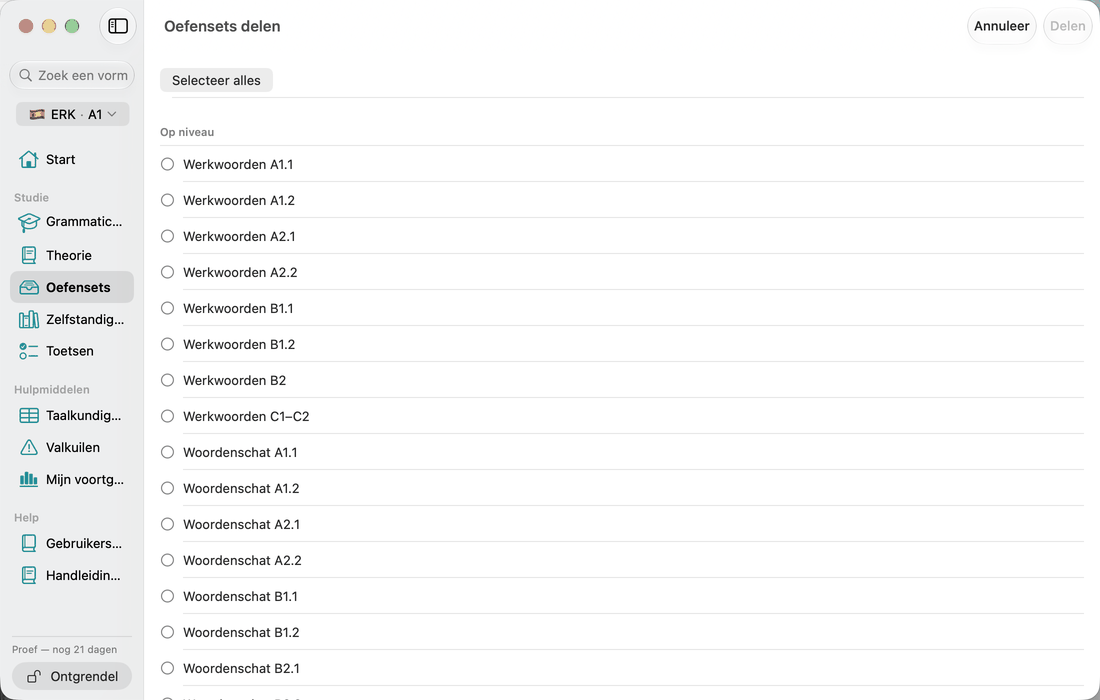 Oefensets delen
Annuleer
Delen
Zoek een vorm
ERK · A1
Start
Studie
Grammatic...
Theorie
Oefensets
Zelfstandig...
Toetsen
Hulpmiddelen
Taalkundig...
Valkuilen
Mijn voortg...
Help
Gebruikers...
Handleidin...
Proef — nog 21 dagen
Ontgrendel
Selecteer alles
Op niveau
Werkwoorden A1.1
Werkwoorden A1.2
Werkwoorden A2.1
Werkwoorden A2.2
Werkwoorden B1.1
Werkwoorden B1.2
Werkwoorden B2
Werkwoorden C1–C2
Woordenschat A1.1
Woordenschat A1.2
Woordenschat A2.1
Woordenschat A2.2
Woordenschat B1.1
Woordenschat B1.2
Woordenschat B2.1